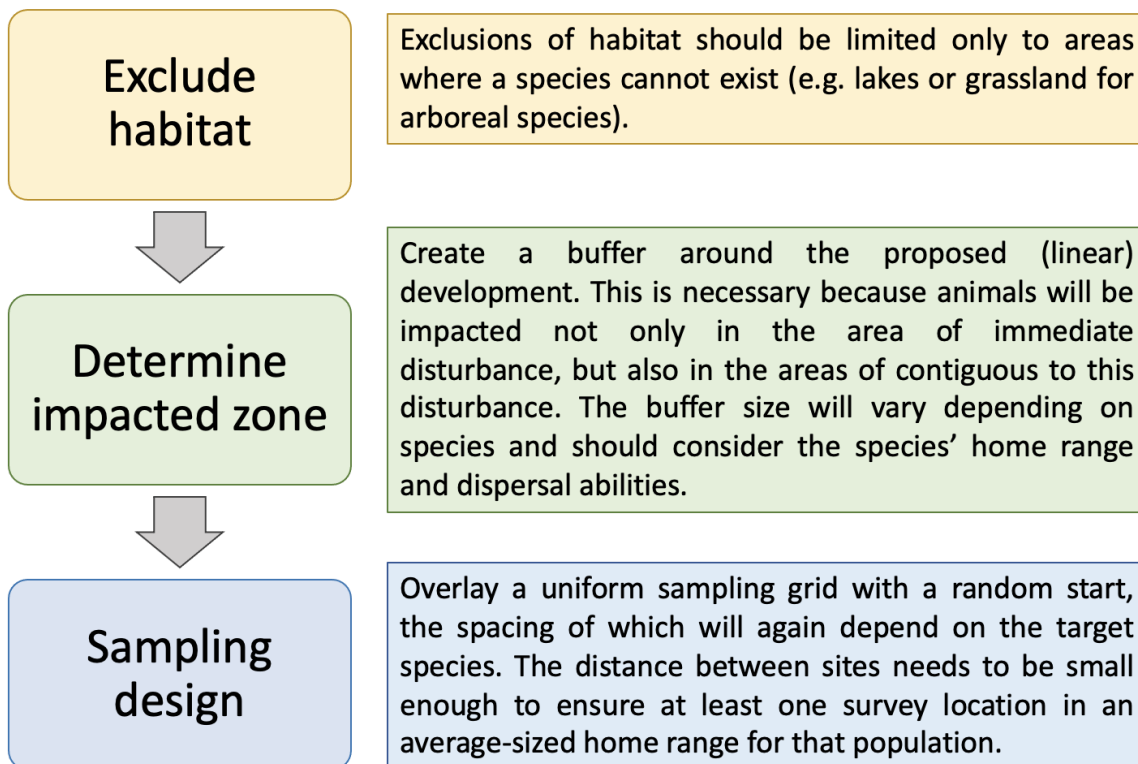 Exclude
habitat
Exclusions of habitat should be limited only to areas
where a species cannot exist (e.g. lakes or grassland for
arboreal species).
Determine
impacted zone
Create a buffer around the proposed (linear)
development. This is necessary because animals will be
impacted not only in the area of immediate
disturbance, but also in the areas of contiguous to this
disturbance. The buffer size will vary depending on
species and should consider the species’ home range
and dispersal abilities.
Sampling
design
Overlay a uniform sampling grid with a random start,
the spacing of which will again depend on the target
species. The distance between sites needs to be small
enough to ensure at least one survey location in an
average-sized home range for that population.